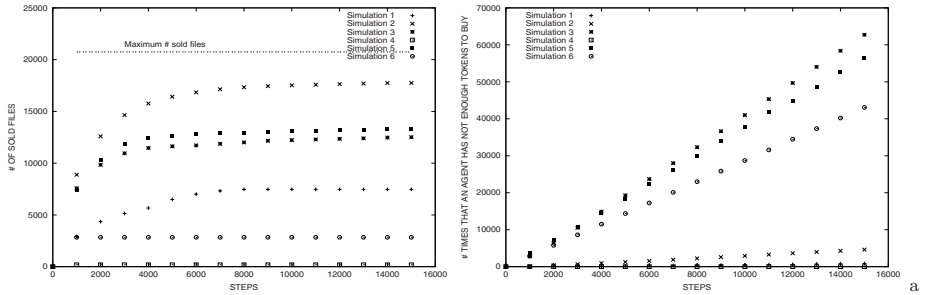 25000
20000
15000
10000
5000
0
# OF SOLD FILES
Maximum # sold files
Simulation 1
Simulation 2
Simulation 3
Simulation 4
Simulation 5
Simulation 6
0 2000 4000 6000 8000 10000 12000 14000 16000
STEPS
70000
60000
50000
40000
30000
20000
10000
0
# TIMES THAT AN AGENT HAS NOT ENOUGH TOKENS TO BUY
Simulation 1
Simulation 2
Simulation 3
Simulation 4
Simulation 5
Simulation 6
0 2000 4000 6000 8000 10000 12000 14000 16000
STEPS
a